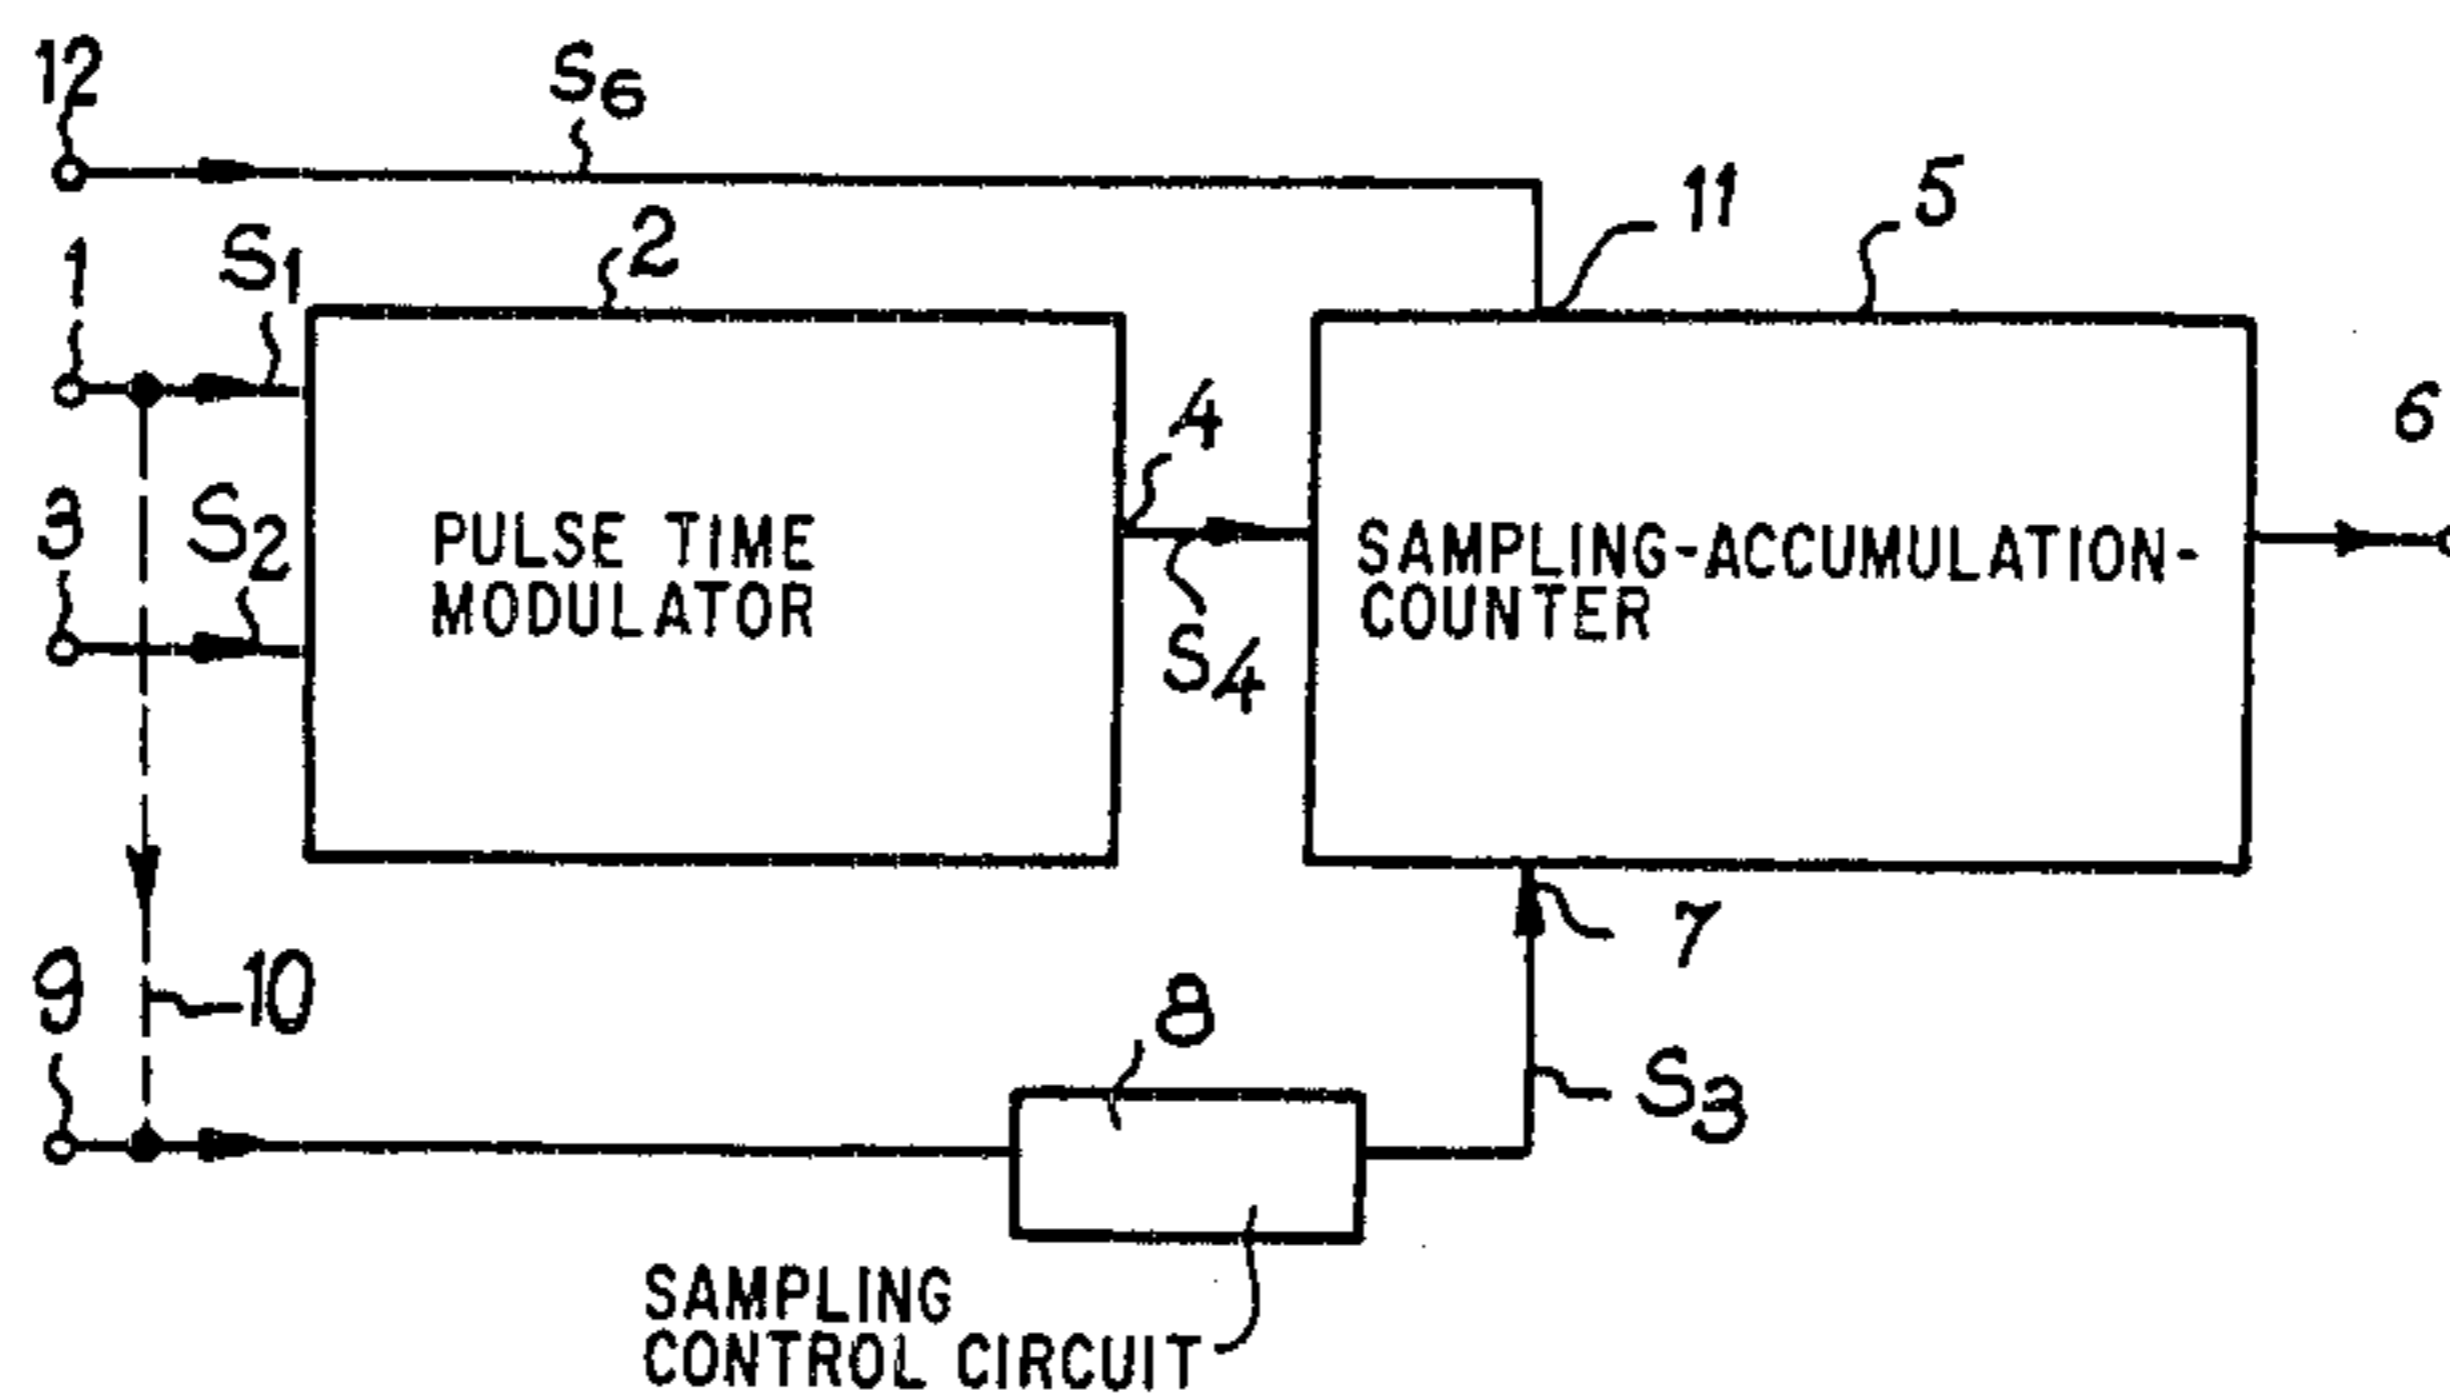 12
S6
11
5
1
S1
2
4
6
3
S2
PULSE TIME
MODULATOR
S4
SAMPLING-ACCUMULATION-
COUNTER
7
9
10
8
S3
SAMPLING
CONTROL CIRCUIT